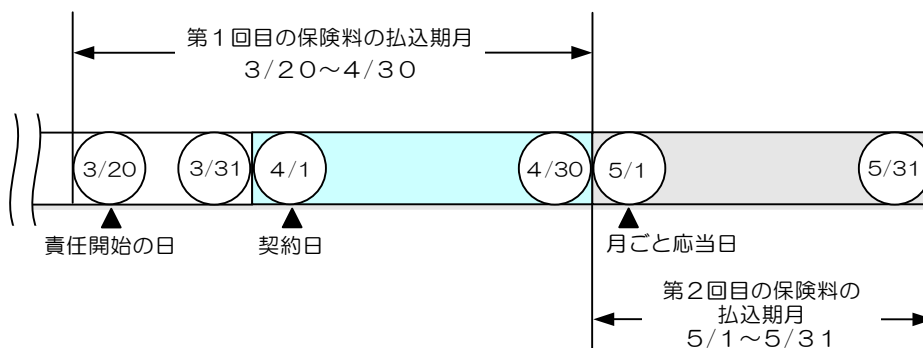 第１回目の保険料の払込期月
３/２０～４/３０
3/20
3/31
4/1
4/30
5/1
5/31
責任開始の日
契約日
月ごと応当日
第２回目の保険料の
払込期月
５/１～５/３１